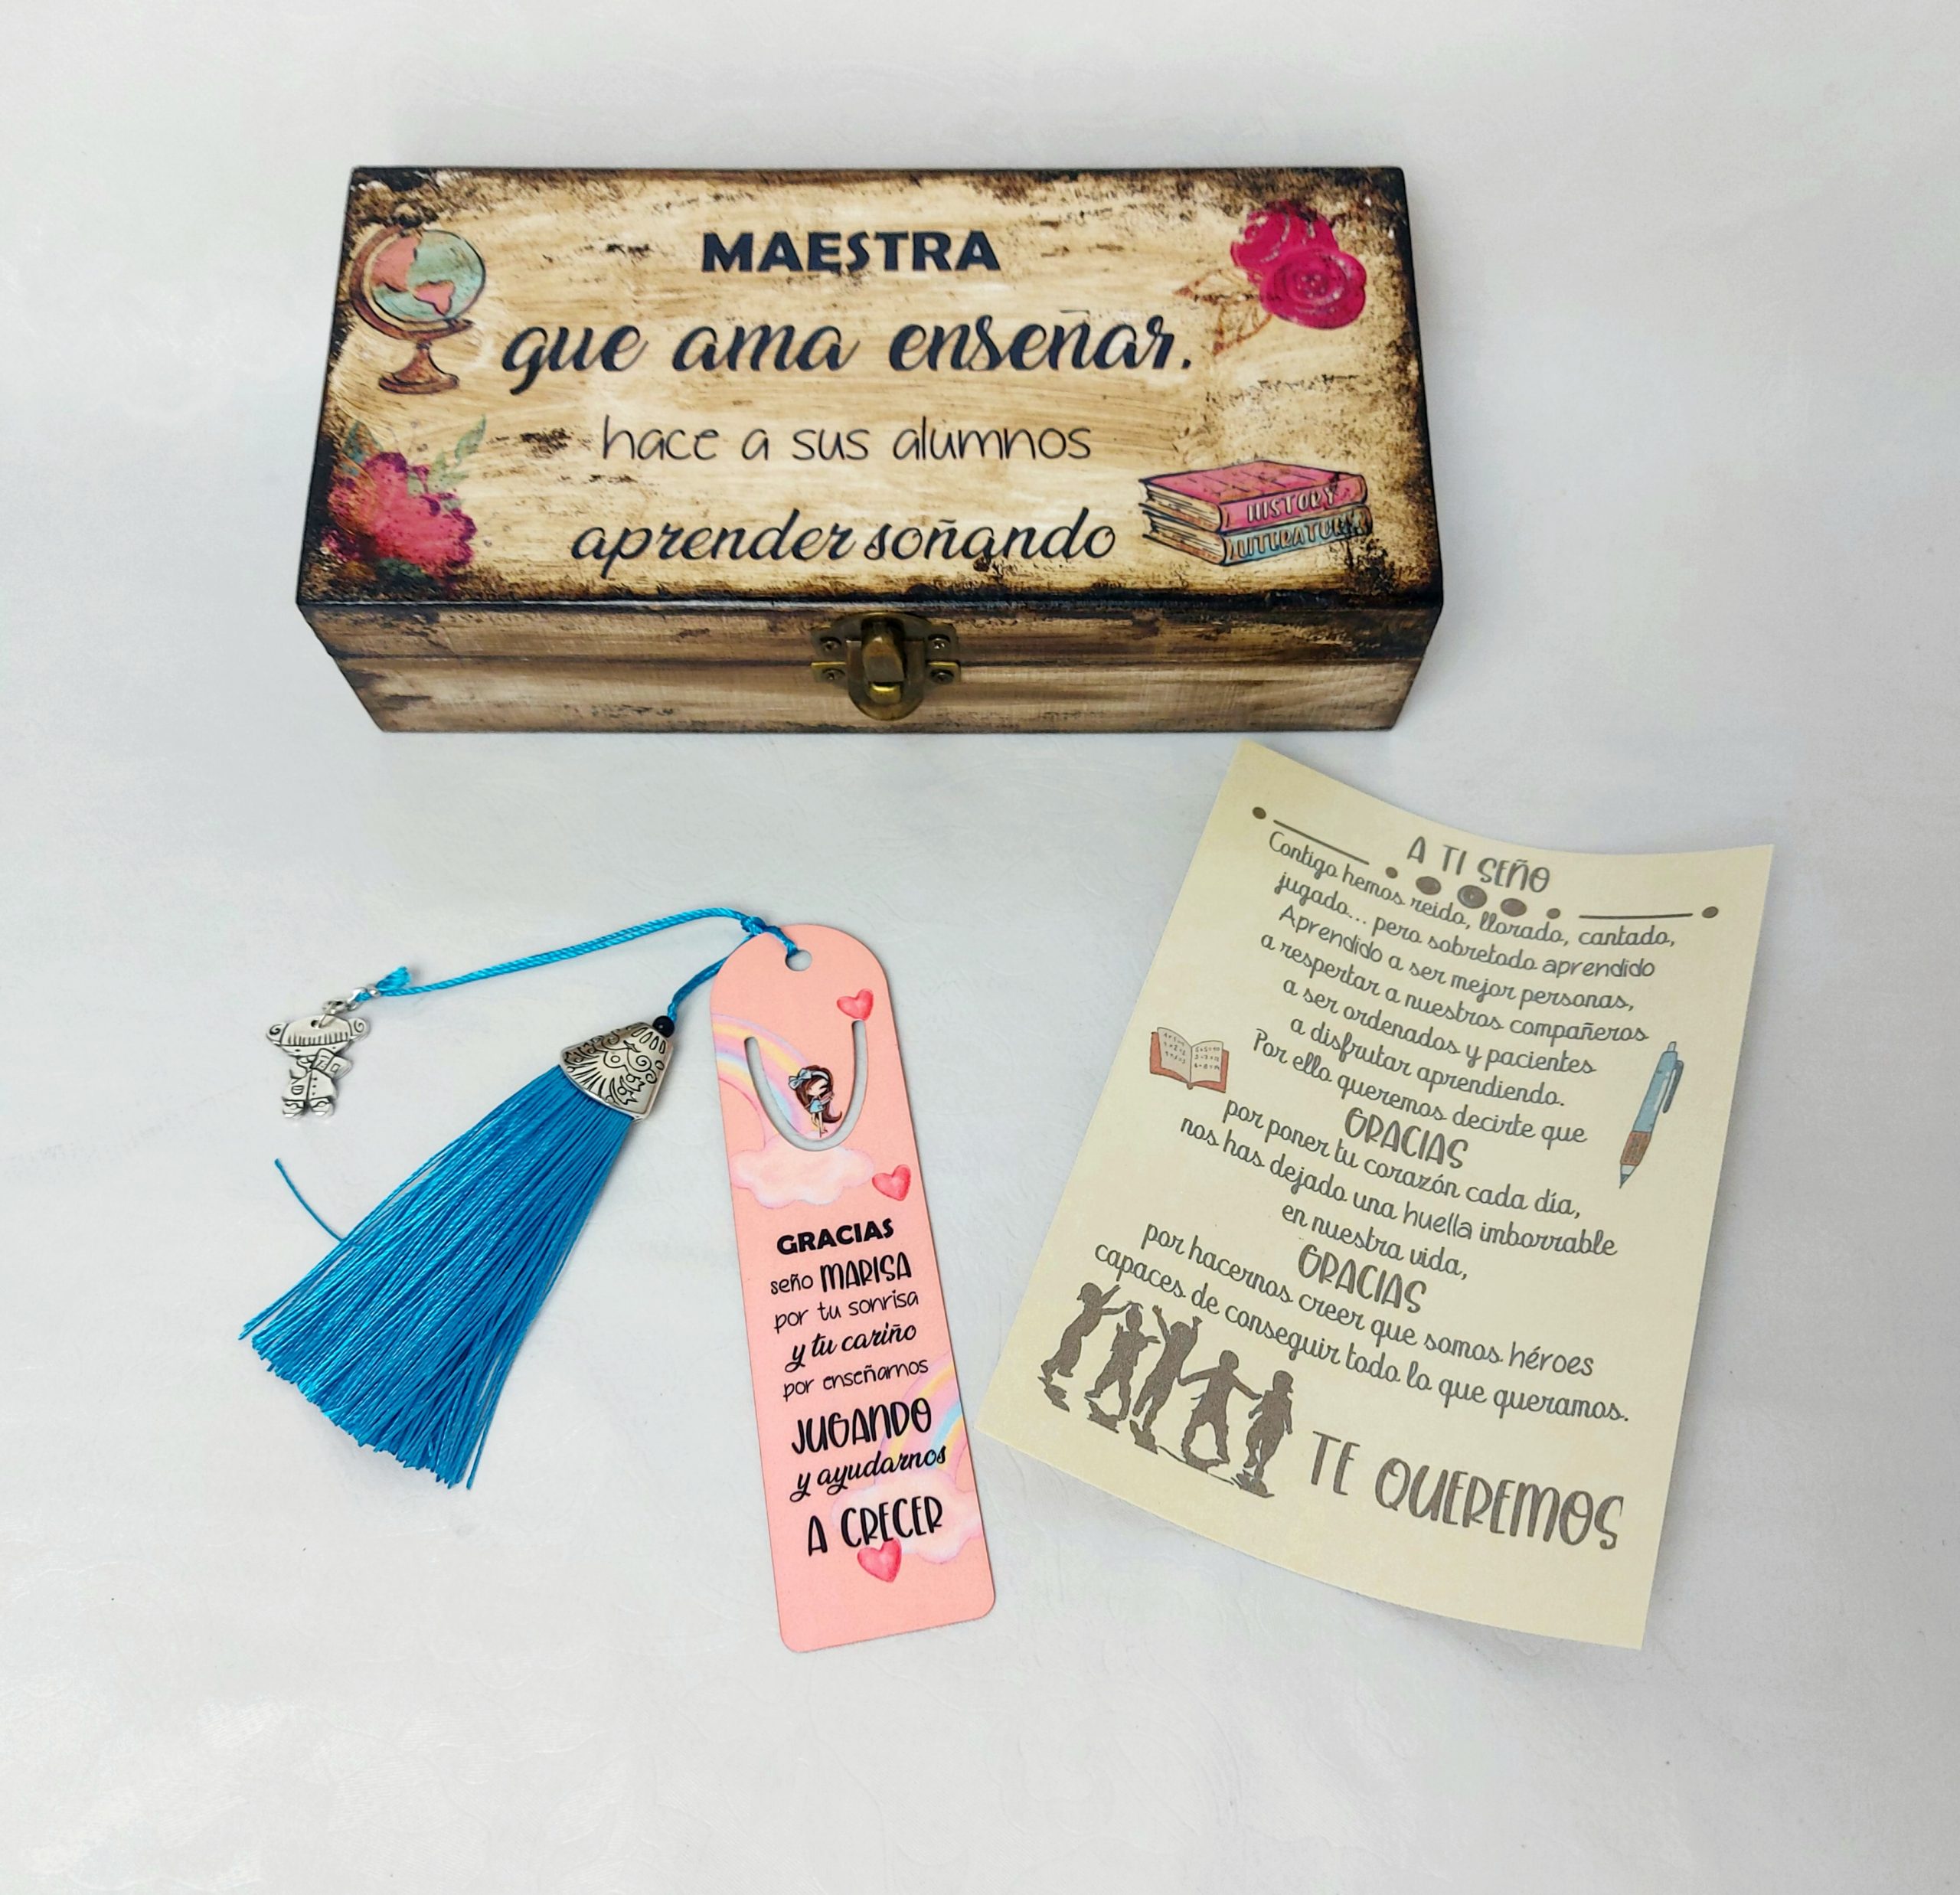 MAESTRA
que ama enseñar.
hace a sus alumnos
aprender soñando
HISTORY
LITERATURE
GRACIAS
seño MARISA
por tu sonrisa
y tu cariño
por enseñarnos
JUGANDO
y ayudarnos
A CRECER
A TI SEÑO
Contigo hemos reido, llorado, cantado,
jugado... pero sobretodo aprendido
Aprendido a ser mejor personas,
a respertar a nuestros compañeros
a ser ordenados y pacientes
a disfrutar aprendiendo.
Por ello queremos decirte que
GRACIAS
por poner tu corazón cada día,
nos has dejado una huella imborrable
en nuestra vida,
GRACIAS
por hacernos creer que somos héroes
capaces de conseguir todo lo que queramos.
TE QUEREMOS